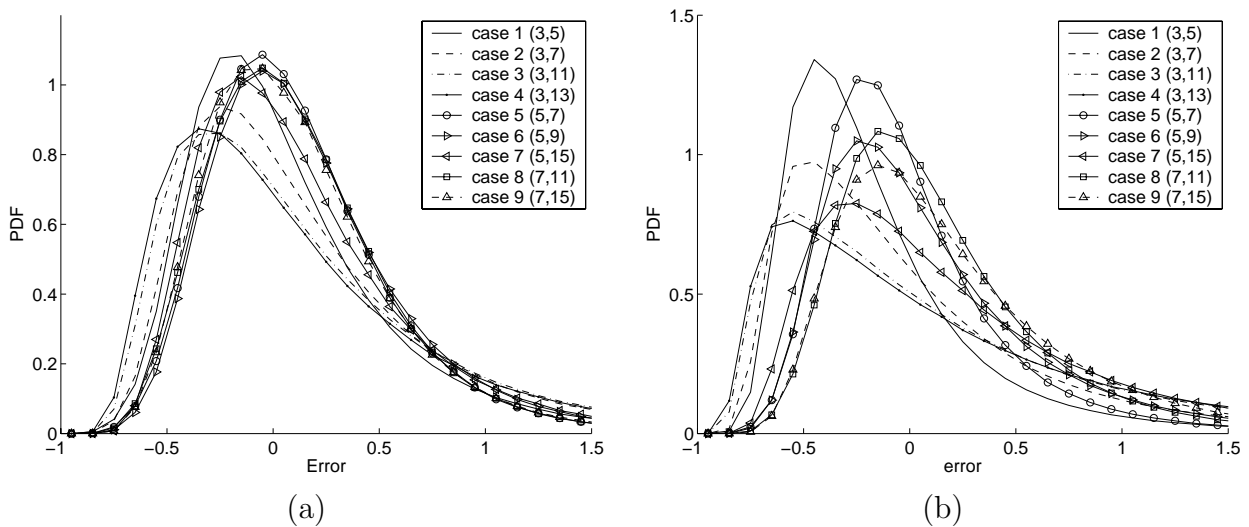 case 1 (3,5)
case 2 (3,7)
case 3 (3,11)
case 4 (3,13)
case 5 (5,7)
case 6 (5,9)
case 7 (5,15)
case 8 (7,11)
case 9 (7,15)
PDF
1
0.8
0.6
0.4
0.2
0
−1
−0.5
0
0.5
1
1.5
Error
(a)
case 1 (3,5)
case 2 (3,7)
case 3 (3,11)
case 4 (3,13)
case 5 (5,7)
case 6 (5,9)
case 7 (5,15)
case 8 (7,11)
case 9 (7,15)
PDF
1.5
1
0.5
0
−1
−0.5
0
0.5
1
1.5
error
(b)